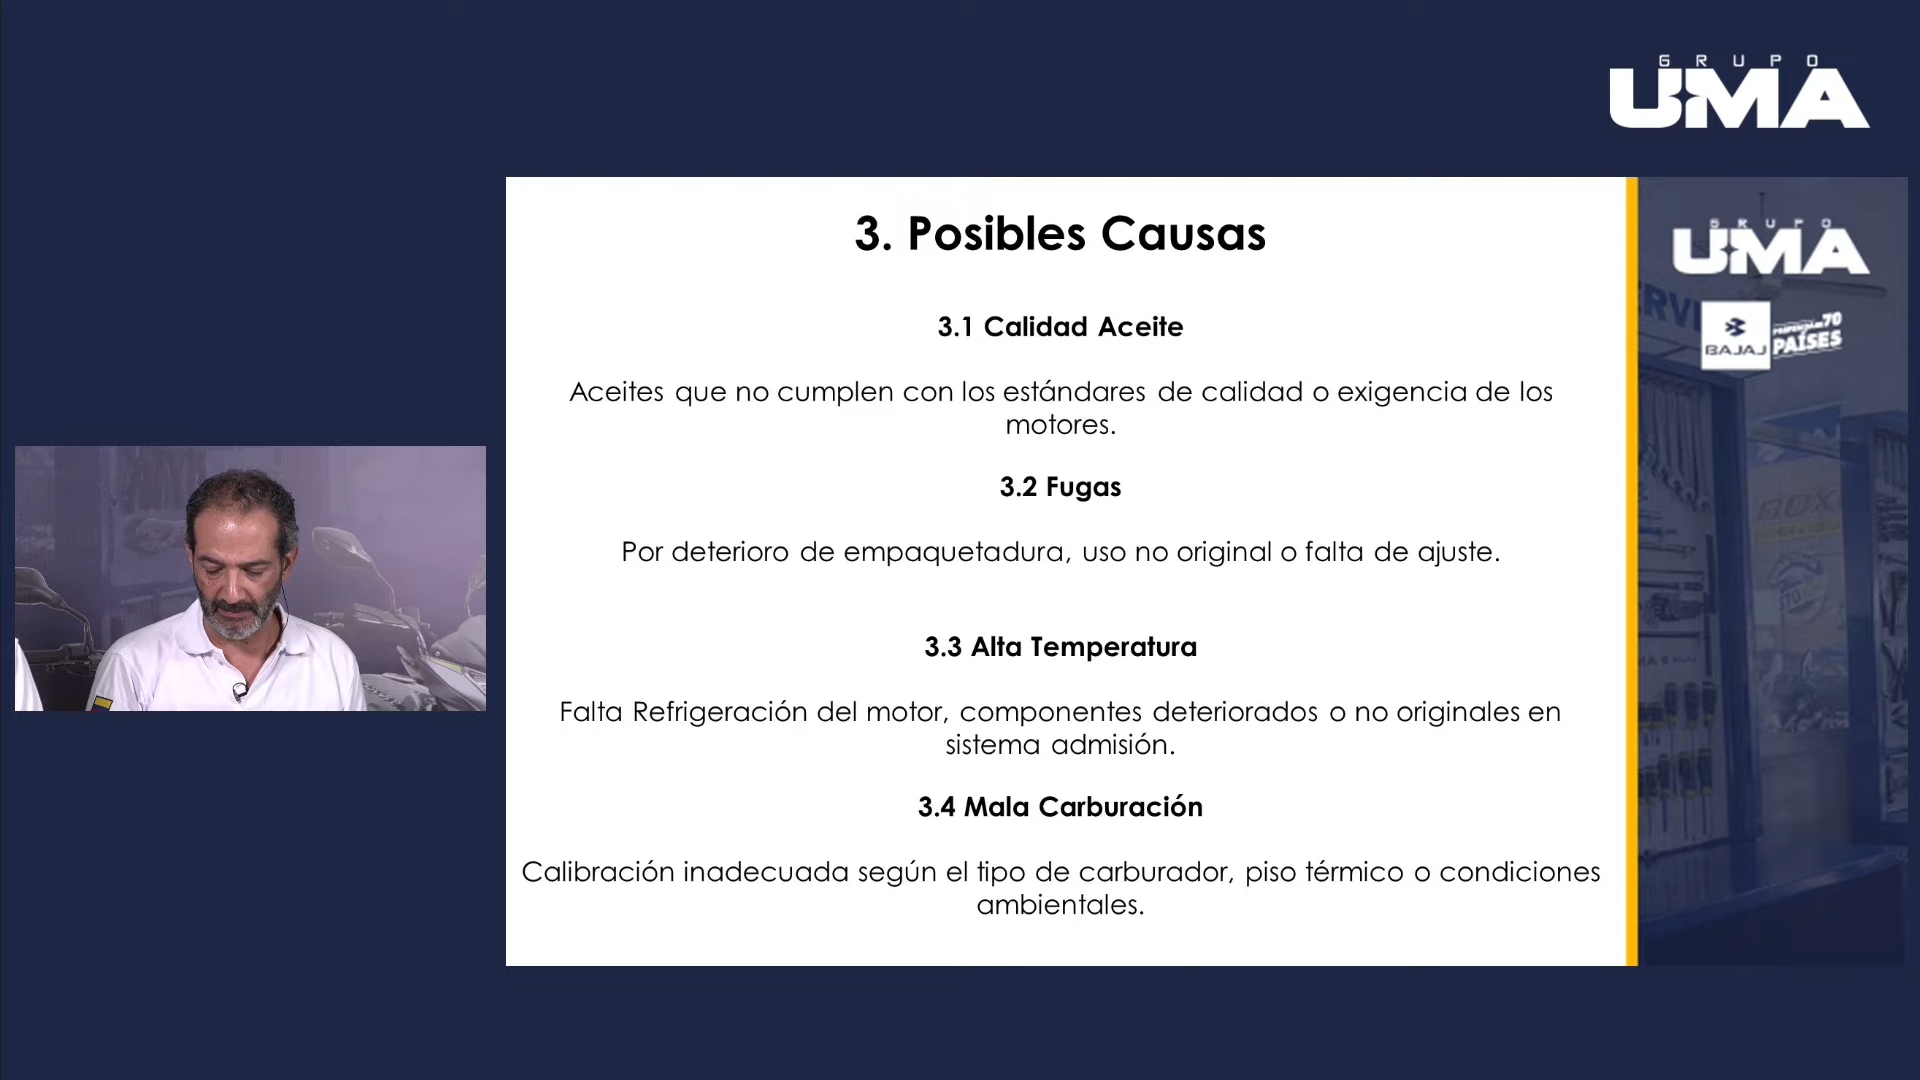 GRUPO
UMA
3. Posibles Causas
3.1 Calidad Aceite
Aceites que no cumplen con los estándares de calidad o exigencia de los
motores.
3.2 Fugas
Por deterioro de empaquetadura, uso no original o falta de ajuste.
3.3 Alta Temperatura
Falta Refrigeración del motor, componentes deteriorados o no originales en
sistema admisión.
3.4 Mala Carburación
Calibración inadecuada según el tipo de carburador, piso térmico o condiciones
ambientales.
GRUPO
UMA
BAJAJ
70
PAÍSES
BOX